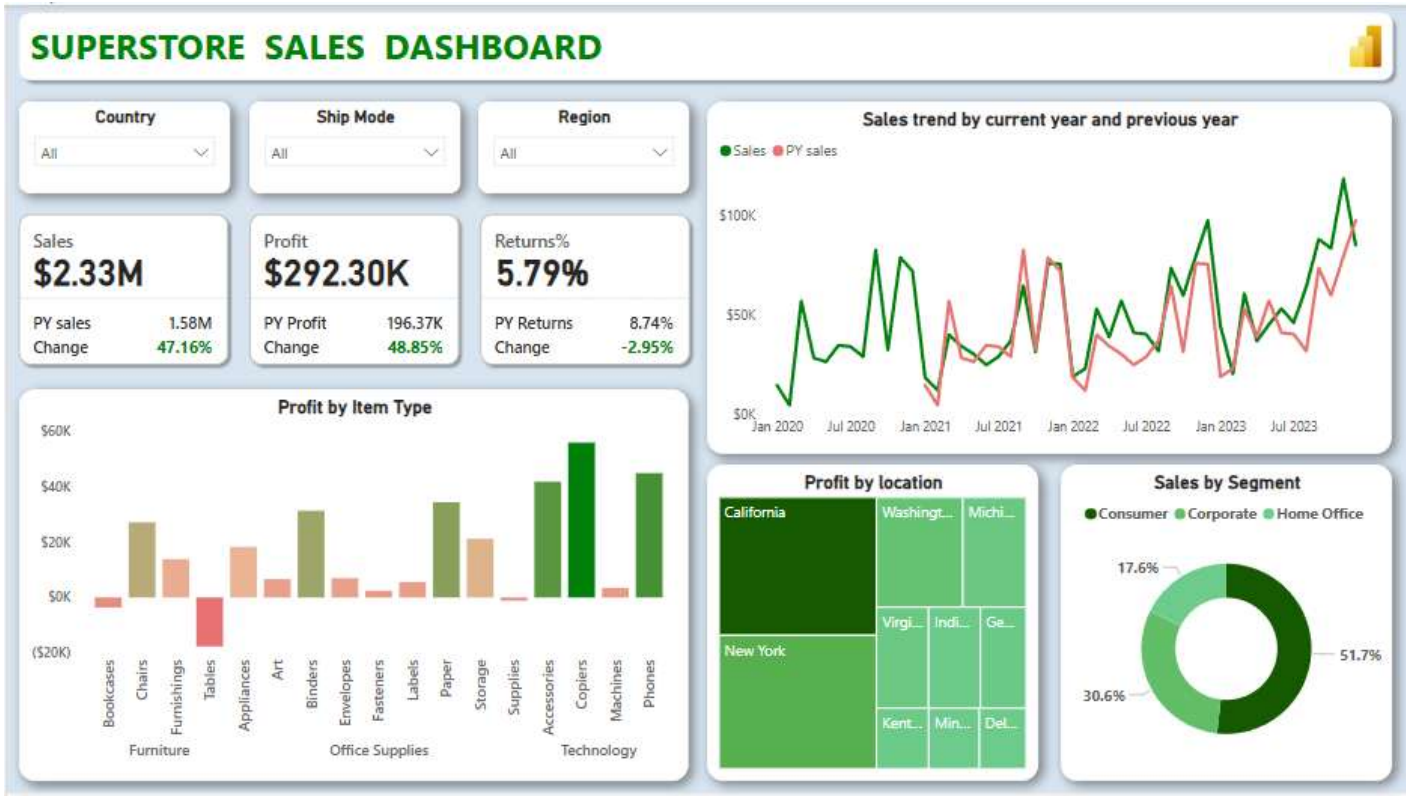 SUPERSTORE SALES DASHBOARD
Country
All
Ship Mode
All
Region
All
Sales
$2.33M
PY sales 1.58M
Change 47.16%
Profit
$292.30K
PY Profit 196.37K
Change 48.85%
Returns%
5.79%
PY Returns 8.74%
Change -2.95%
Sales trend by current year and previous year
Sales PY sales
$100K
$50K
$0K
Jan 2020 Jul 2020 Jan 2021 Jul 2021 Jan 2022 Jul 2022 Jan 2023 Jul 2023
Profit by Item Type
$60K
$40K
$20K
$0K
($20K)
Bookcases
Chairs
Furnishings
Tables
Appliances
Art
Binders
Envelopes
Fasteners
Labels
Paper
Storage
Supplies
Accessories
Copiers
Machines
Phones
Furniture Office Supplies Technology
Profit by location
California
Washingt...
Michi...
New York
Virgi...
Indi...
Ge...
Kent...
Min...
Del...
Sales by Segment
Consumer Corporate Home Office
17.6%
51.7%
30.6%